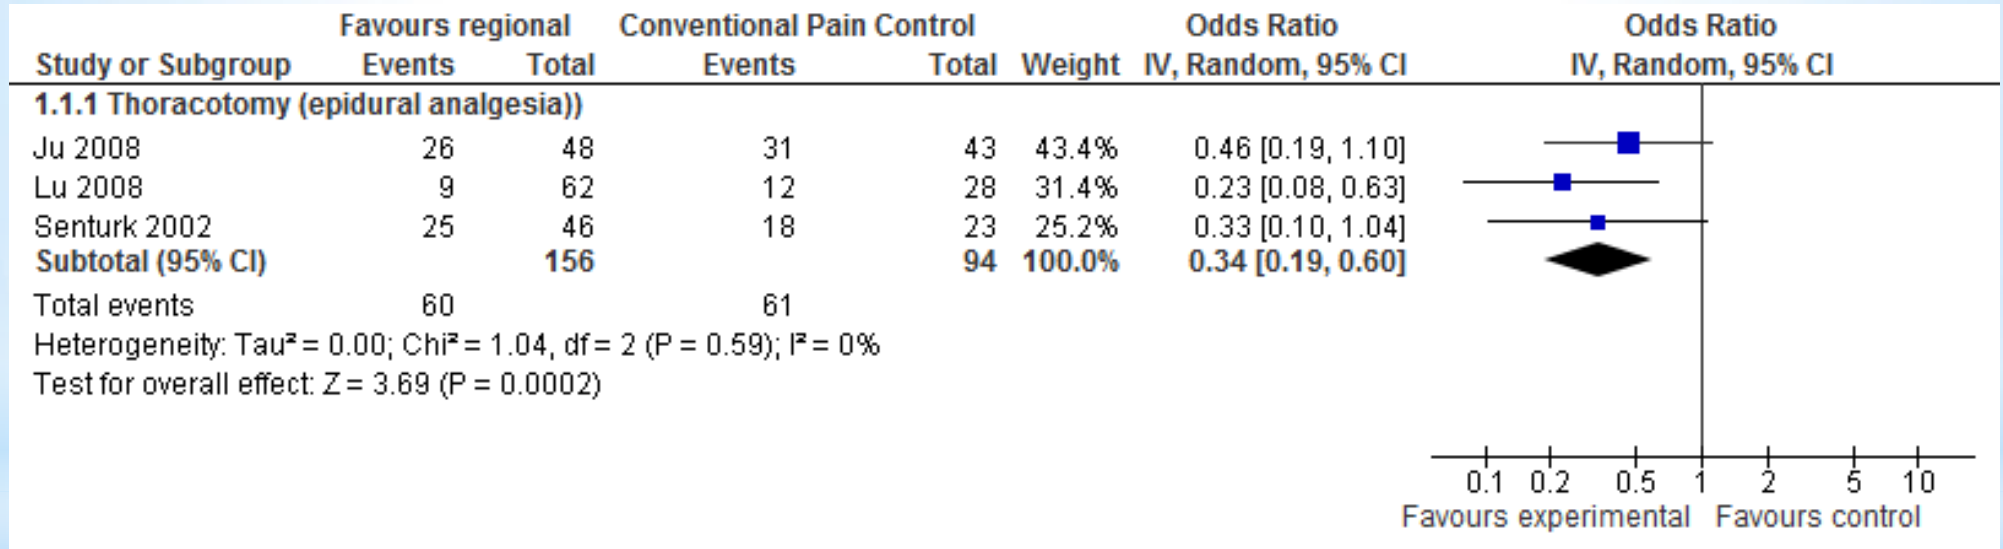 Favours regional Conventional Pain Control Odds Ratio Odds Ratio
Study or Subgroup Events Total Events Total Weight IV, Random, 95% CI IV, Random, 95% CI
1.1.1 Thoracotomy (epidural analgesia))
Ju 2008 26 48 31 43 43.4% 0.46 [0.19, 1.10]
Lu 2008 9 62 12 28 31.4% 0.23 [0.08, 0.63]
Senturk 2002 25 46 18 23 25.2% 0.33 [0.10, 1.04]
Subtotal (95% CI) 156 94 100.0% 0.34 [0.19, 0.60]
Total events 60 61
Heterogeneity: Tau² = 0.00; Chi² = 1.04, df = 2 (P = 0.59); I² = 0%
Test for overall effect: Z = 3.69 (P = 0.0002)
0.1 0.2 0.5 1 2 5 10
Favours experimental Favours control